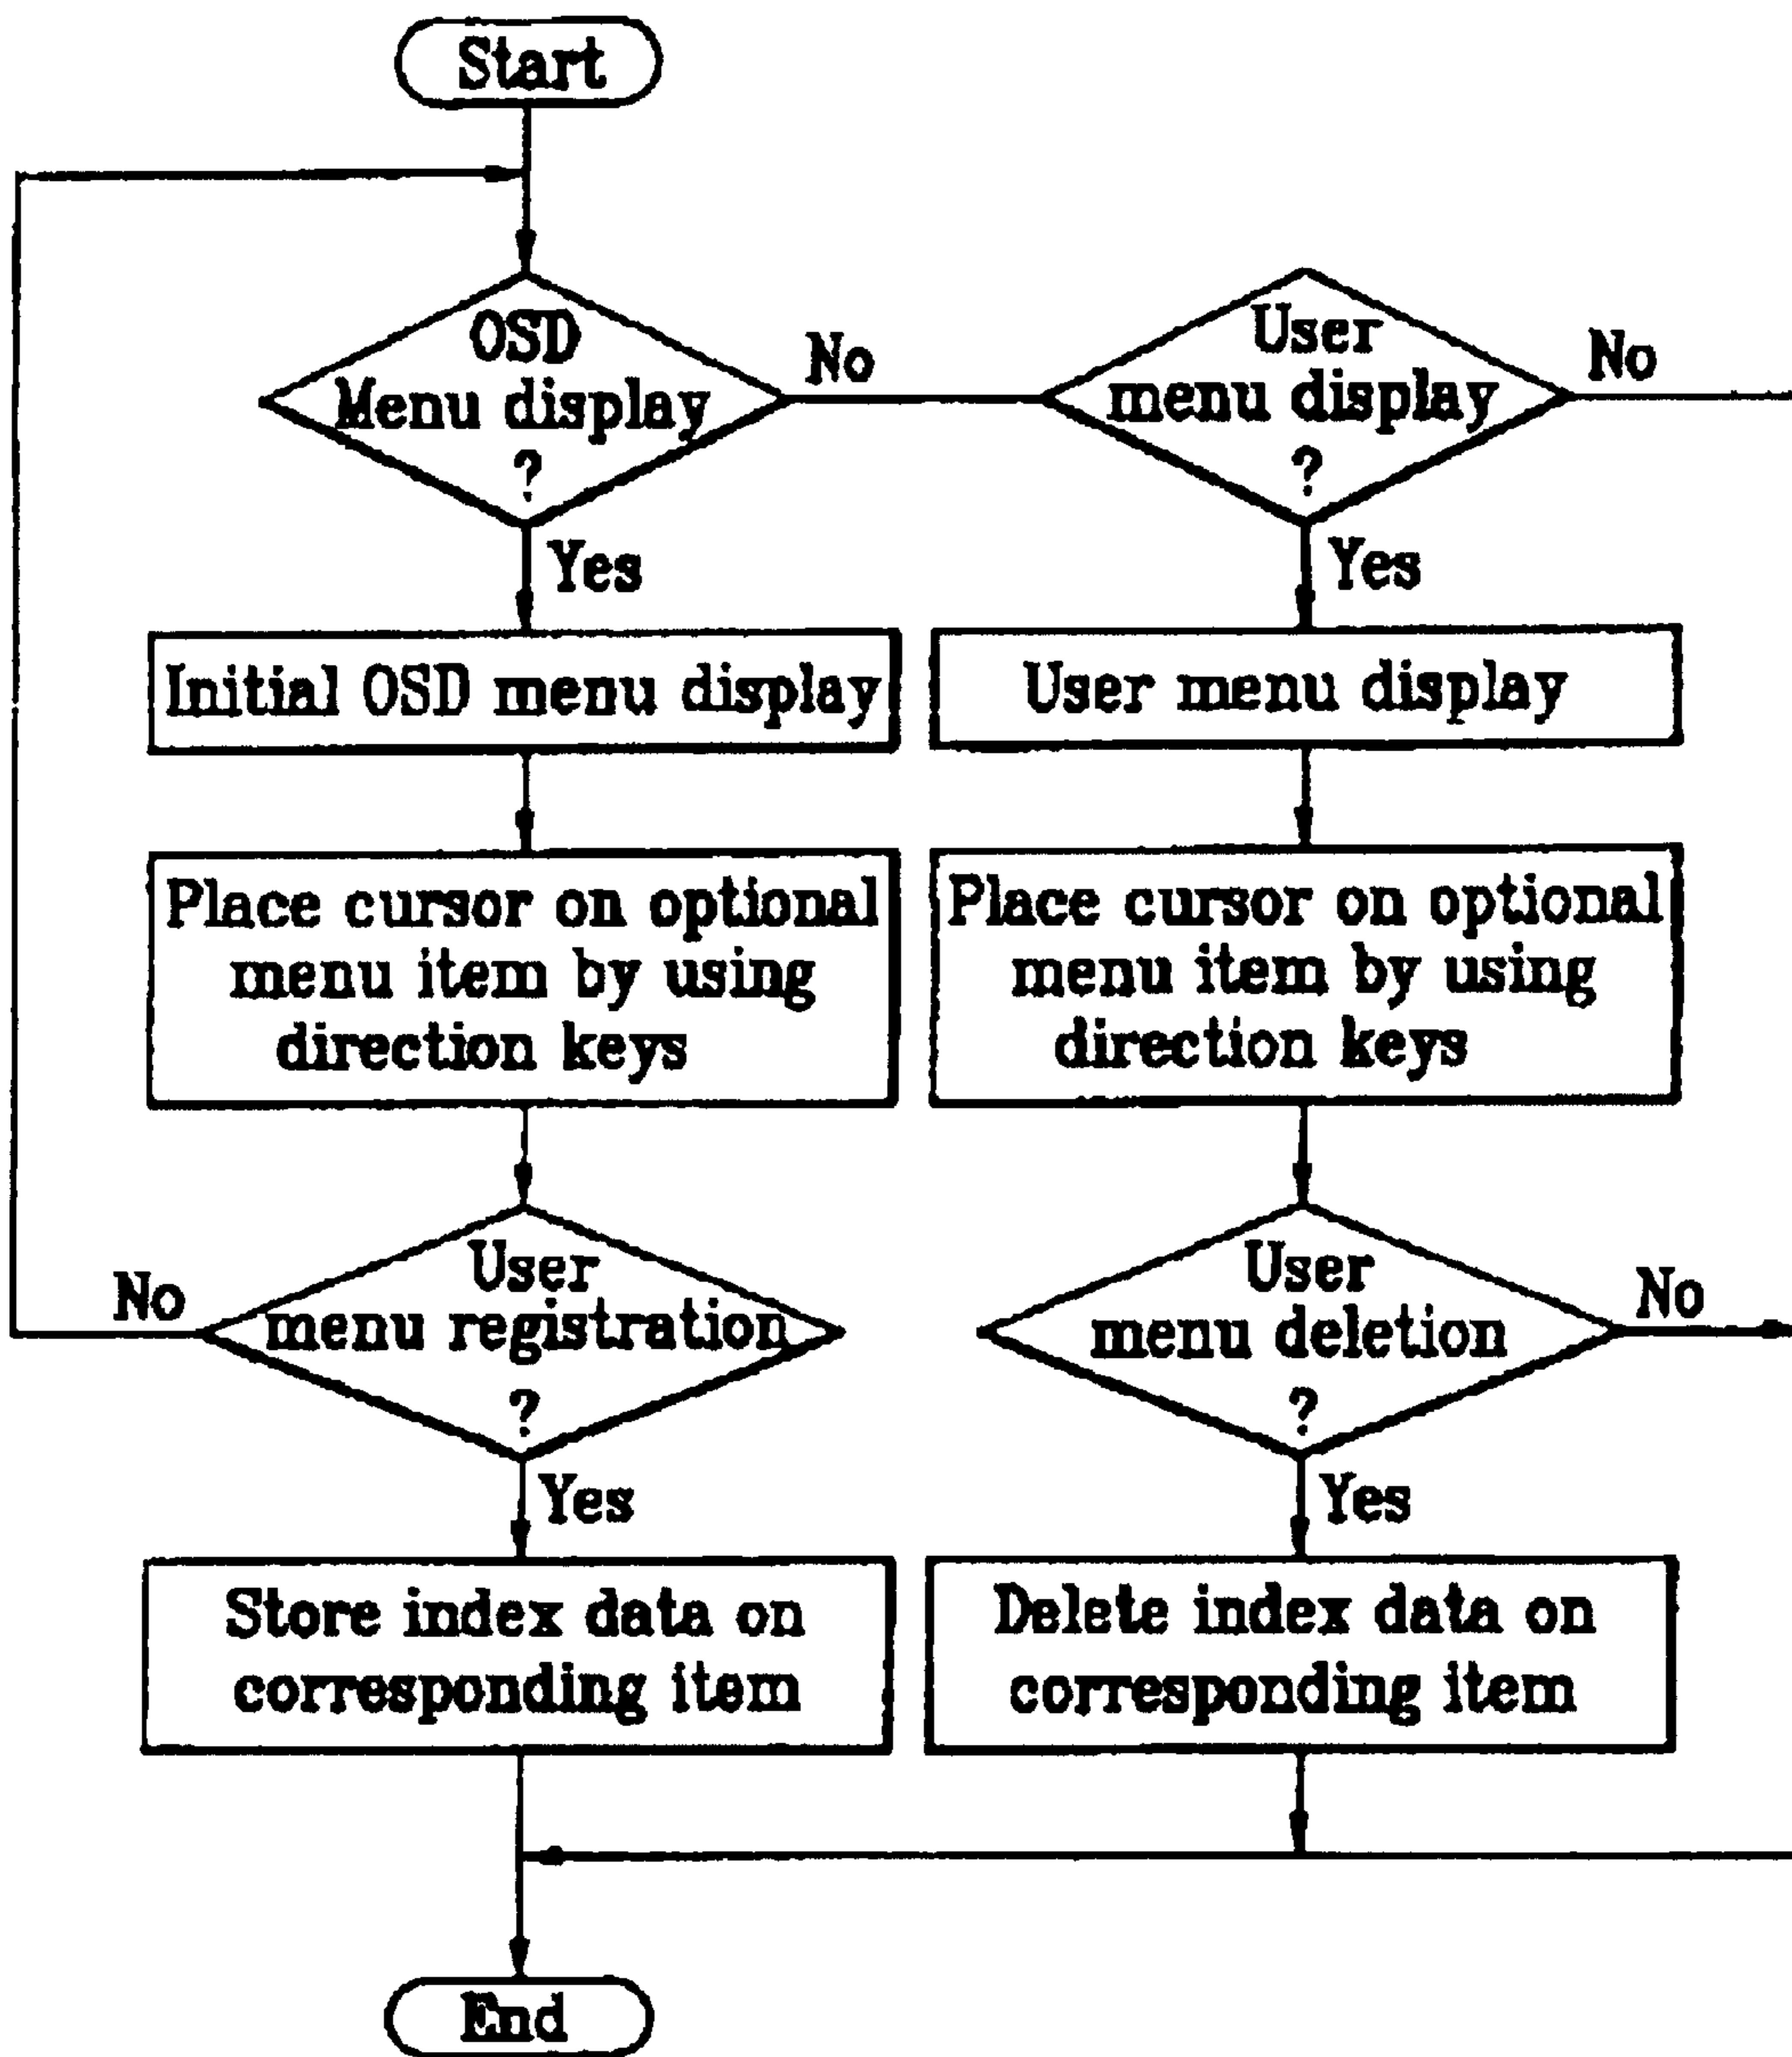 Start
OSD
Menu display
?
No
User
menu display
?
No
Yes
Yes
Initial OSD menu display
User menu display
Place cursor on optional
menu item by using
direction keys
Place cursor on optional
menu item by using
direction keys
No
User
menu registration
?
User
menu deletion
?
No
Yes
Yes
Store index data on
corresponding item
Delete index data on
corresponding item
End